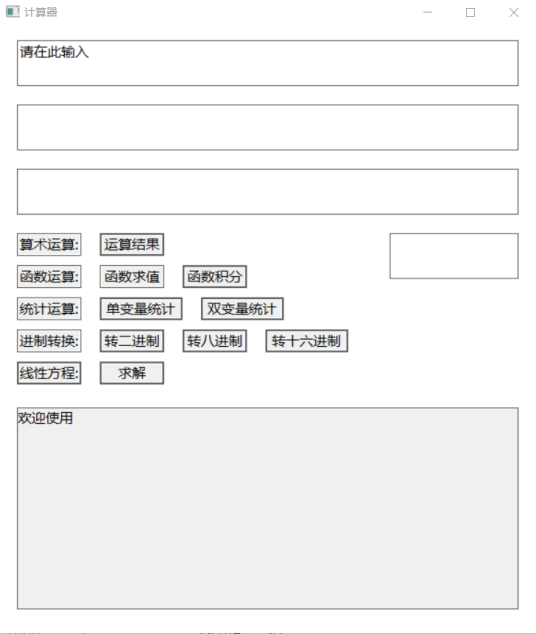 计算器
请在此输入
算术运算: 运算结果
函数运算: 函数求值 函数积分
统计运算: 单变量统计 双变量统计
进制转换: 转二进制 转八进制 转十六进制
线性方程: 求解
欢迎使用